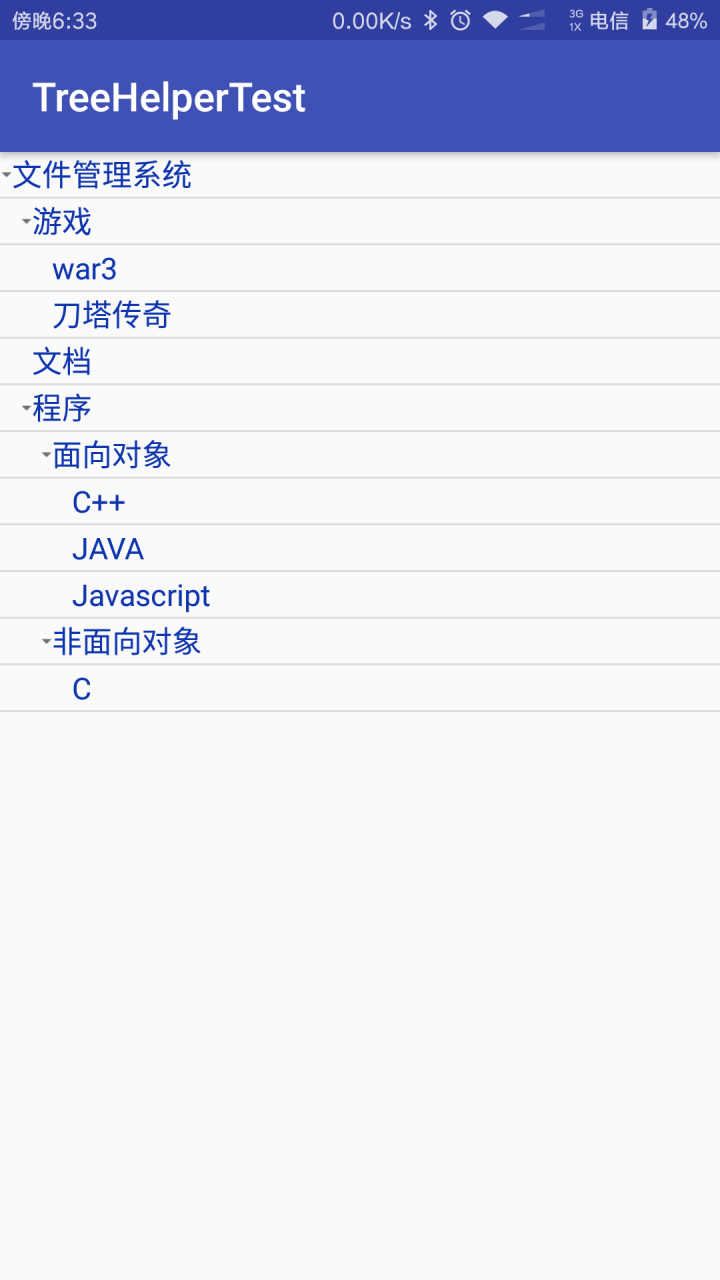 傍晚6:33 0.00K/s 3G 1X 电信 48%
TreeHelperTest
文件管理系统
游戏
war3
刀塔传奇
文档
程序
面向对象
C++
JAVA
Javascript
非面向对象
C